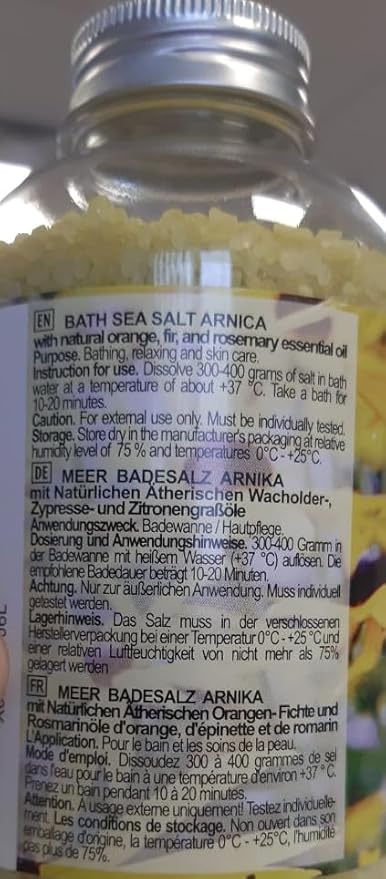 EN BATH SEA SALT ARNICA
with natural orange, fir, and rosemary essential oil
Purpose. Bathing, relaxing and skin care.
Instruction for use. Dissolve 300-400 grams of salt in bath
water at a temperature of about +37 °C. Take a bath for
10-20 minutes.
Caution. For external use only. Must be individually tested.
Storage. Store dry in the manufacturer's packaging at relative
humidity level of 75 % and temperatures 0°C - +25°C.
DE MEER BADESALZ ARNIKA
mit Natürlichen Ätherischen Wacholder-,
Zypresse- und Zitronengraßöle
Anwendungszweck. Badewanne / Hautpflege.
Dosierung und Anwendungshinweise. 300-400 Gramm in
der Badewanne mit heißem Wasser (+37 °C) auflösen. Die
empfohlene Badedauer beträgt 10-20 Minuten.
Achtung. Nur zur äußerlichen Anwendung. Muss individuell
getestet werden.
Lagerhinweis. Das Salz muss in der verschlossenen
Herstellerverpackung bei einer Temperatur 0°C - +25 °C und
einer relativen Luftfeuchtigkeit von nicht mehr als 75%
gelagert werden
FR MEER BADESALZ ARNIKA
mit Natürlichen Ätherischen Orangen- Fichte und
Rosmarinöle d'orange, d'épinette et de romarin
L'Application. Pour le bain et les soins de la peau.
Mode d'emploi. Dissoudez 300 à 400 grammes de sel
dans l'eau pour le bain à une température d'environ +37 °C.
Prenez un bain pendant 10 à 20 minutes.
Attention. A usage externe uniquement! Testez individuelle-
ment. Les conditions de stockage. Non ouvert dans son
emballage d'origine, la température 0°C - +25°C, l'humidité
pas plus de 75%.